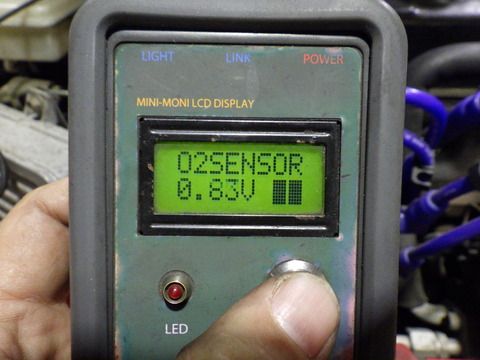 LIGHT LINK POWER
MINI-MONI LCD DISPLAY
O2SENSOR
0.83V
LED